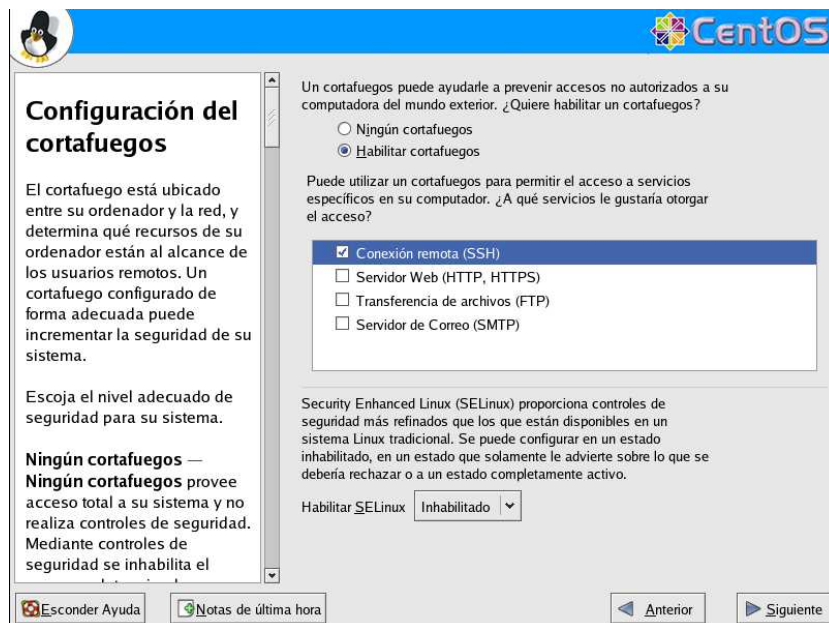 CentOS
Configuración del
cortafuegos
El cortafuego está ubicado
entre su ordenador y la red, y
determina qué recursos de su
ordenador están al alcance de
los usuarios remotos. Un
cortafuego configurado de
forma adecuada puede
incrementar la seguridad de su
sistema.
Escoja el nivel adecuado de
seguridad para su sistema.
Ningún cortafuegos —
Ningún cortafuegos provee
acceso total a su sistema y no
realiza controles de seguridad.
Mediante controles de
seguridad se inhabilita el
Un cortafuegos puede ayudarle a prevenir accesos no autorizados a su
computadora del mundo exterior. ¿Quiere habilitar un cortafuegos?
Ningún cortafuegos
Habilitar cortafuegos
Puede utilizar un cortafuegos para permitir el acceso a servicios
específicos en su computador. ¿A qué servicios le gustaría otorgar
el acceso?
Conexión remota (SSH)
Servidor Web (HTTP, HTTPS)
Transferencia de archivos (FTP)
Servidor de Correo (SMTP)
Security Enhanced Linux (SELinux) proporciona controles de
seguridad más refinados que los que están disponibles en un
sistema Linux tradicional. Se puede configurar en un estado
inhabilitado, en un estado que solamente le advierte sobre lo que se
debería rechazar o a un estado completamente activo.
Habilitar SELinux Inhabilitado
Esconder Ayuda Notas de última hora Anterior Siguiente